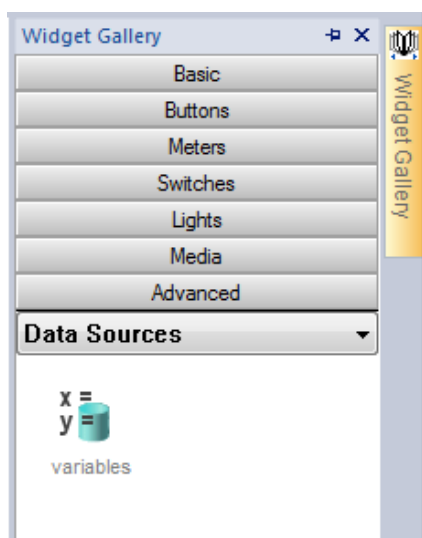 Widget Gallery
Basic
Buttons
Meters
Switches
Lights
Media
Advanced
Data Sources
x =
y =
variables
Widget Gallery